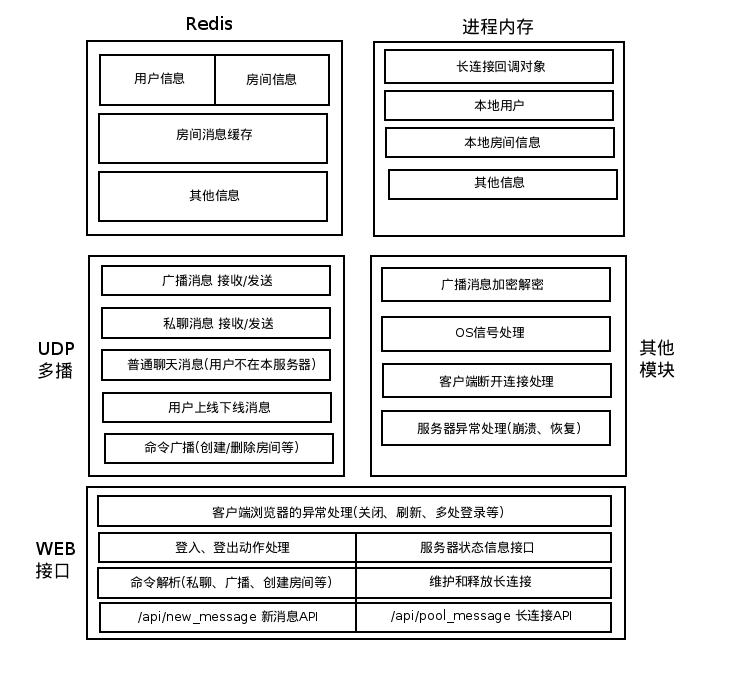 Redis
用户信息
房间信息
房间消息缓存
其他信息
进程内存
长连接回调对象
本地用户
本地房间信息
其他信息
UDP
多播
广播消息 接收/发送
私聊消息 接收/发送
普通聊天消息(用户不在本服务器)
用户上线下线消息
命令广播(创建/删除房间等)
其他
模块
广播消息加密解密
OS信号处理
客户端断开连接处理
服务器异常处理(崩溃、恢复)
WEB
接口
客户端浏览器的异常处理(关闭、刷新、多处登录等)
登入、登出动作处理
服务器状态信息接口
命令解析(私聊、广播、创建房间等)
维护和释放长连接
/api/new_message 新消息API
/api/pool_message 长连接API